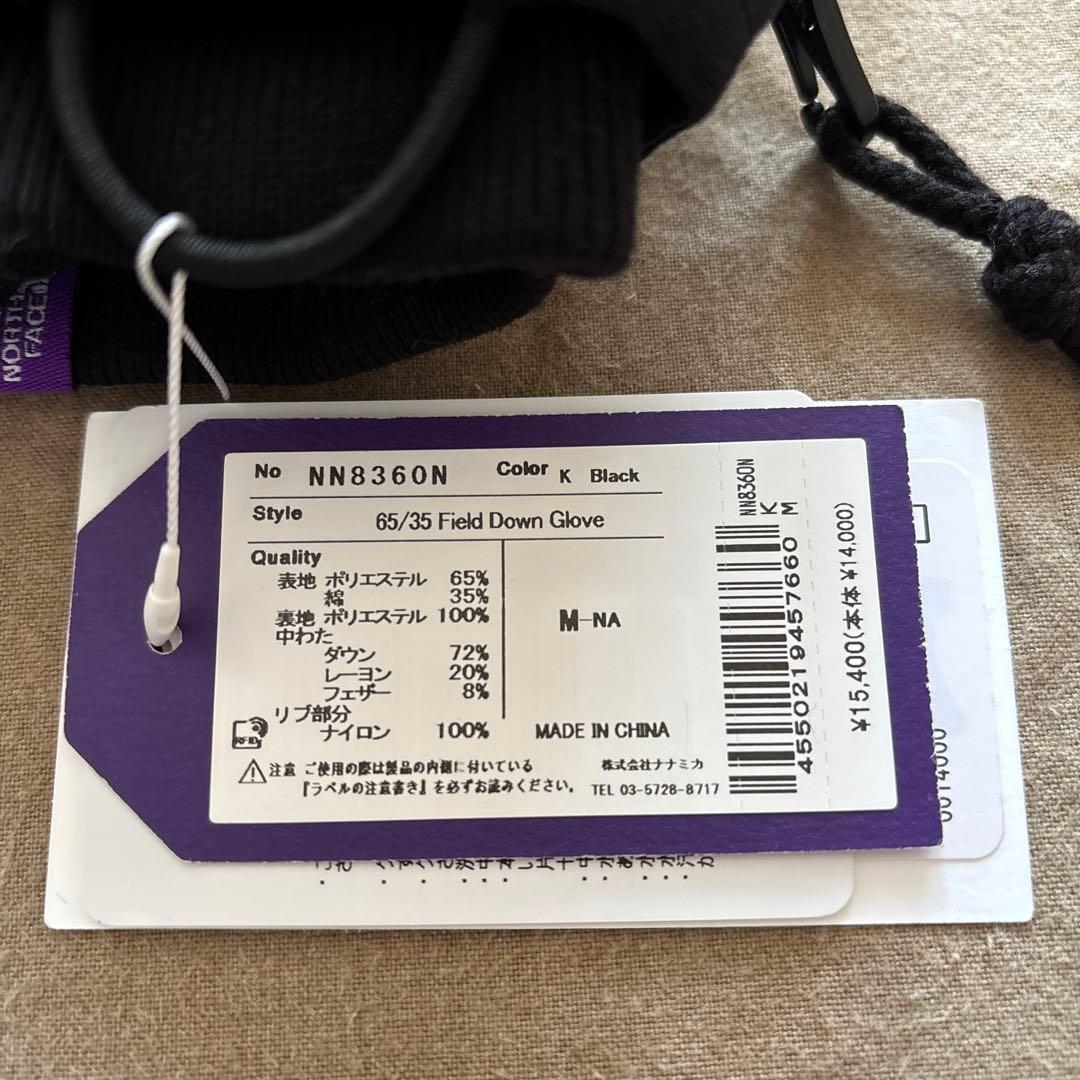 NORTH
FACE
No NN8360N Color K Black
Style 65/35 Field Down Glove
Quality
表地 ポリエステル 65%
綿 35%
裏地 ポリエステル 100%
中わた
ダウン 72%
レーヨン 20%
フェザー 8%
リブ部分
ナイロン 100%
M-NA
MADE IN CHINA
RFID
注意 ご使用の際は製品の内側に付いている
『ラベルの注意書き』を必ずお読みください。
株式会社ナナミカ
TEL 03-5728-8717
NN8360N
K
M
4550219457660
¥15,400(本体 ¥14,000)